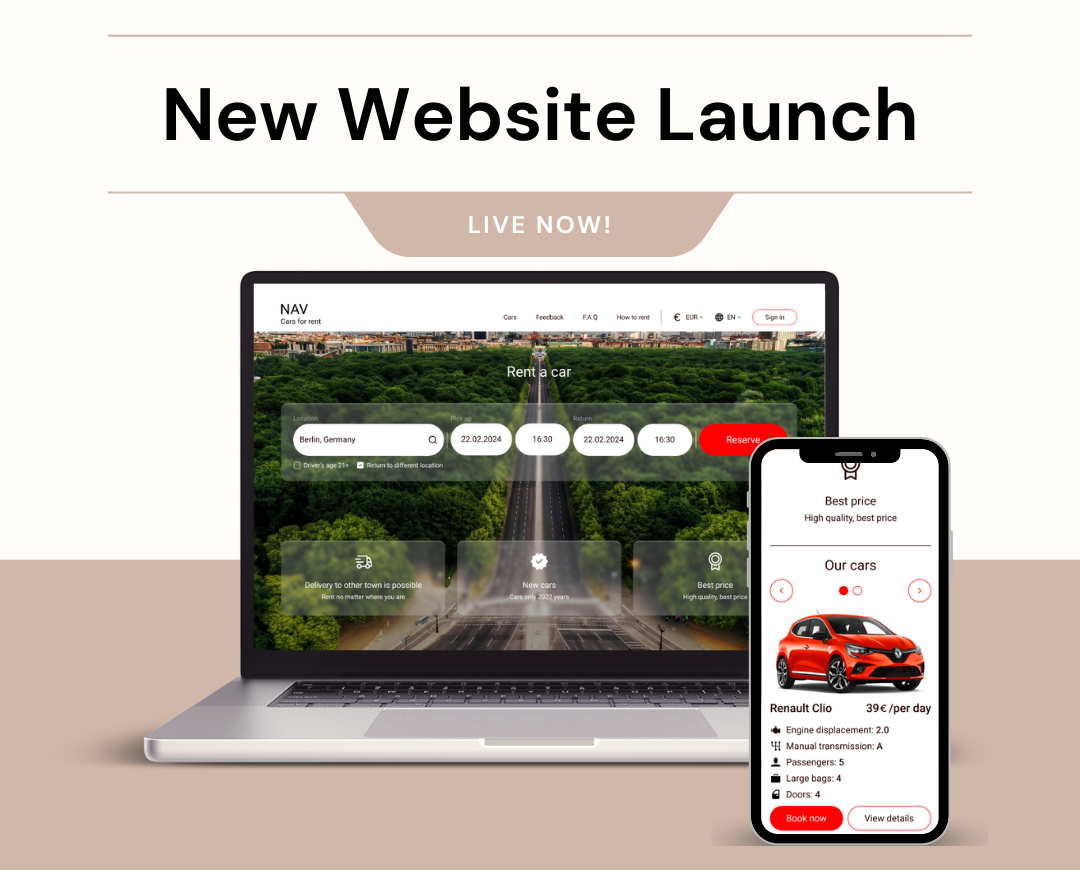 New Website Launch
LIVE NOW!
NAV
Cars for rent
Cars Feedback F.A.Q How to rent EUR EN Sign in
Rent a car
Location Pick up Return
Berlin, Germany 22.02.2024 16:30 22.02.2024 16:30 Reserve
Driver's age 21+ Return to different location
Delivery to other town is possible New cars Best price
Rent no matter where you are Cars only 2022 years High quality, best price
Best price
High quality, best price
Our cars
Renault Clio 39€/per day
Engine displacement: 2.0
Manual transmission: A
Passengers: 5
Large bags: 4
Doors: 4
Book now View details